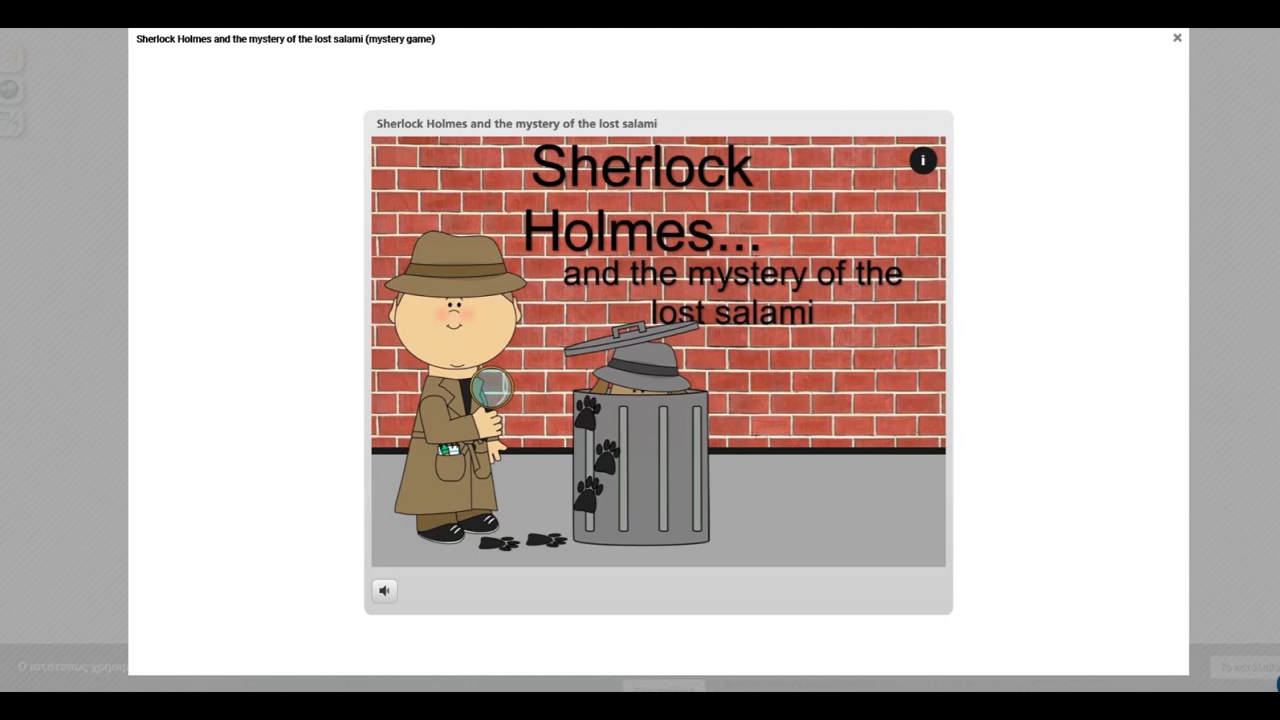 Sherlock Holmes and the mystery of the lost salami (mystery game)
Sherlock Holmes and the mystery of the lost salami
Sherlock
Holmes...
and the mystery of the
lost salami
i
Ο ιστότοπος